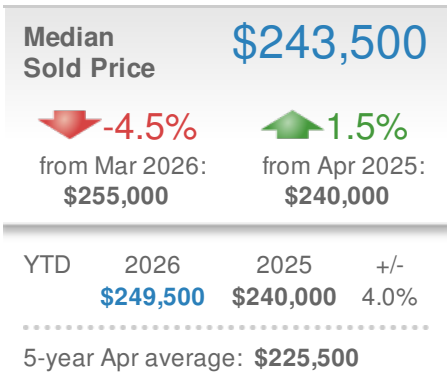 Median
Sold Price
$243,500
-4.5%
from Mar 2026:
$255,000
1.5%
from Apr 2025:
$240,000
YTD 2026 2025 +/-
$249,500 $240,000 4.0%
5-year Apr average: $225,500